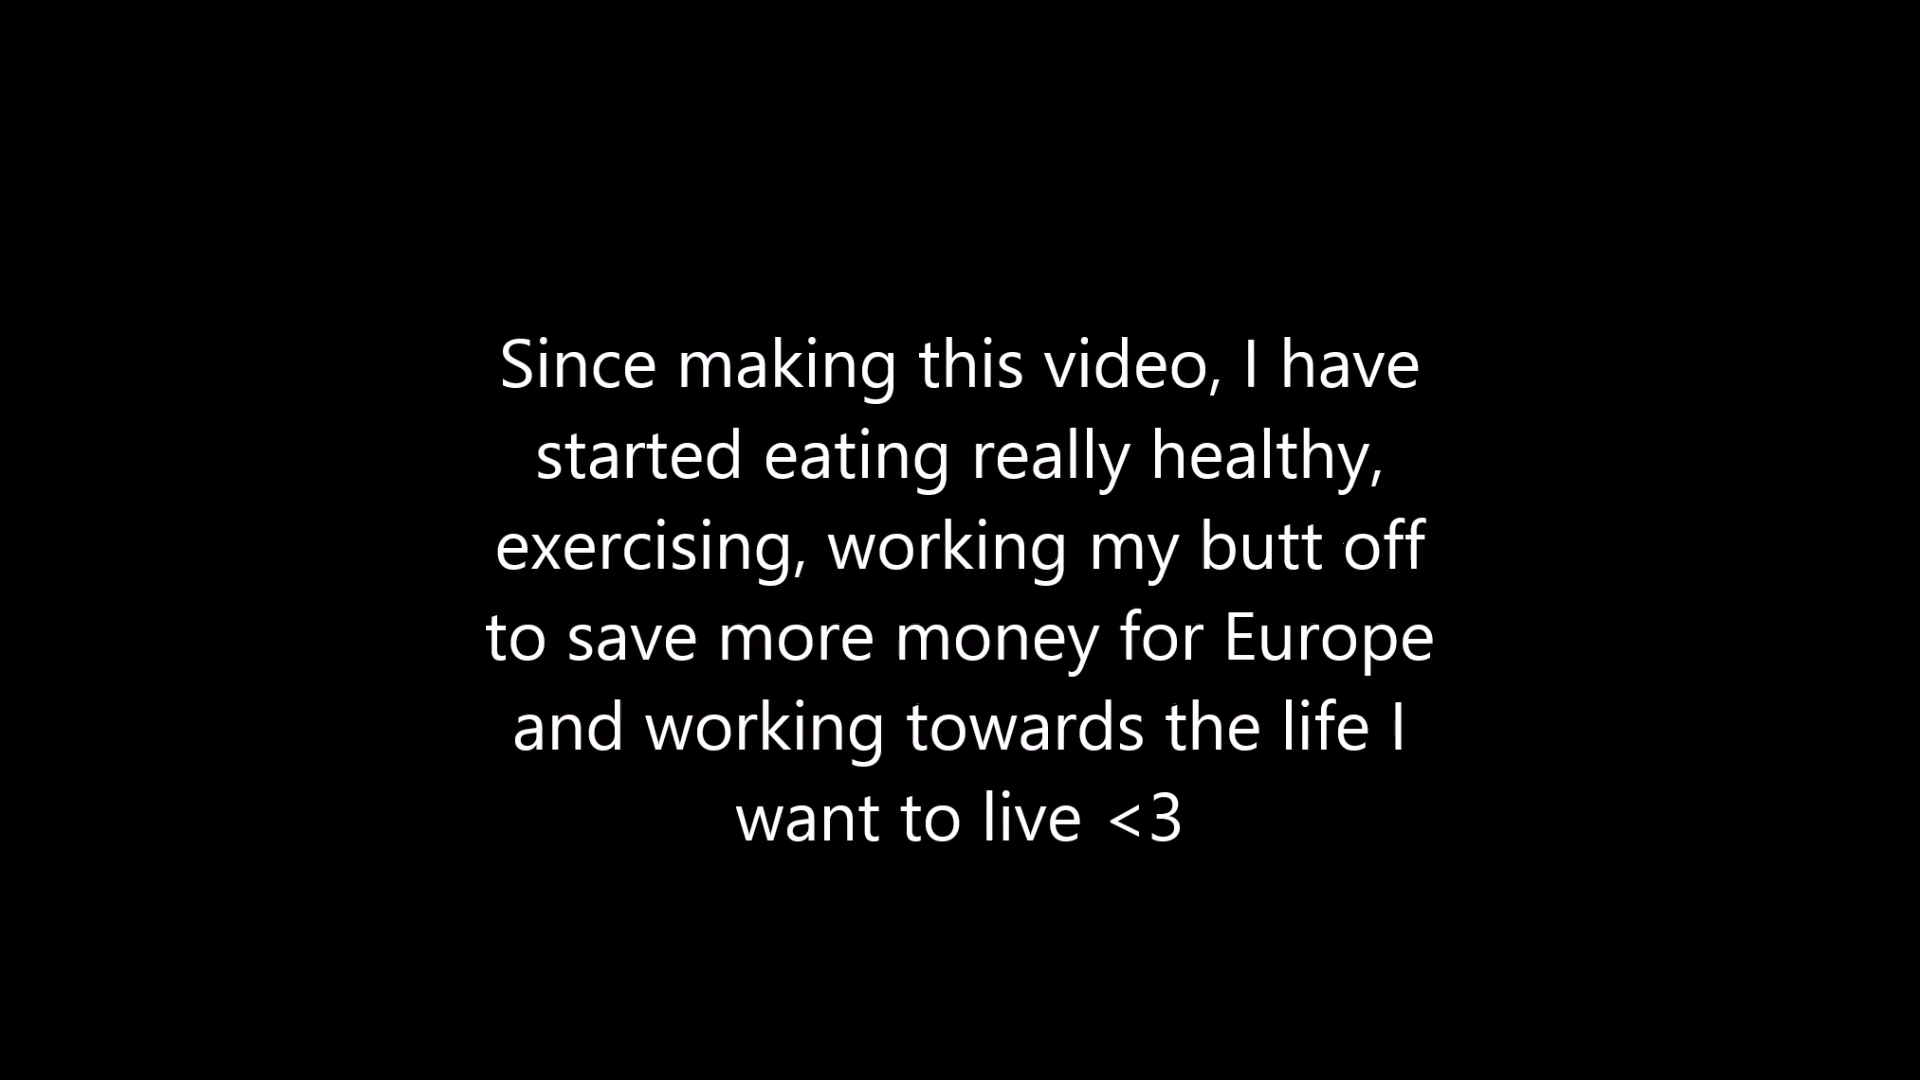 Since making this video, I have
started eating really healthy,
exercising, working my butt off
to save more money for Europe
and working towards the life I
want to live <3